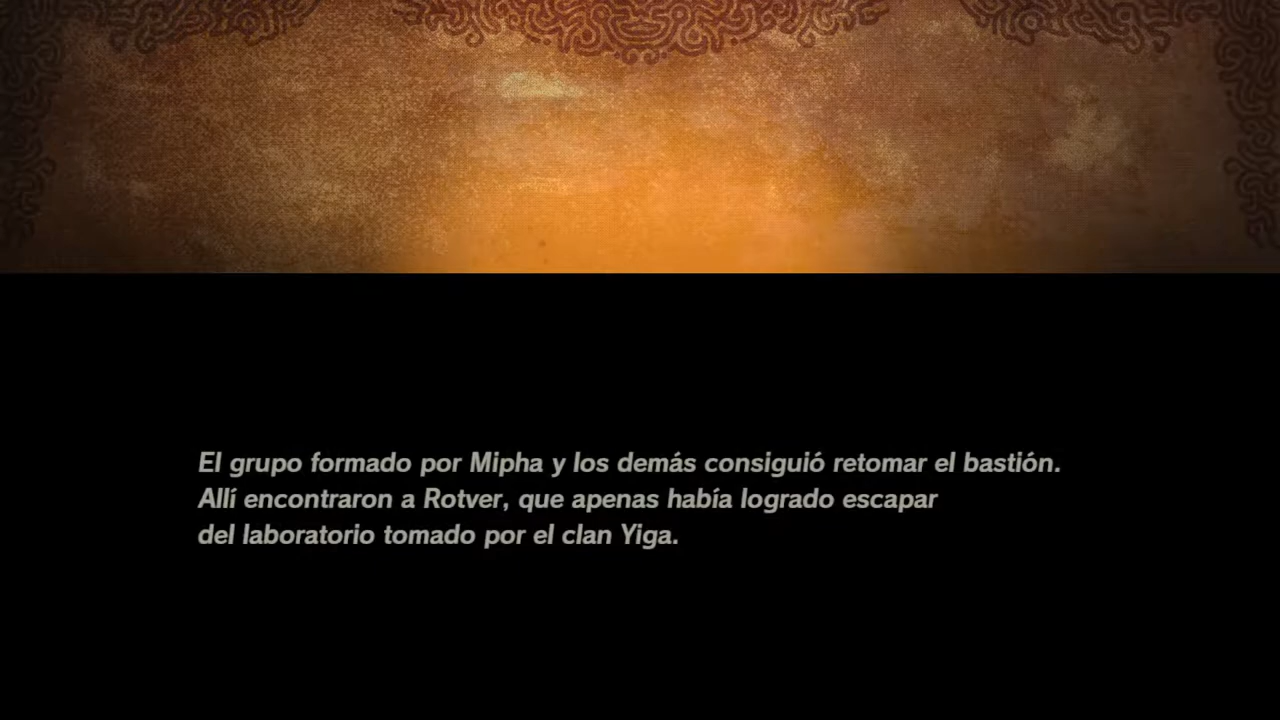 El grupo formado por Mipha y los demás consiguió retomar el bastión.
Allí encontraron a Rotver, que apenas había logrado escapar
del laboratorio tomado por el clan Yiga.